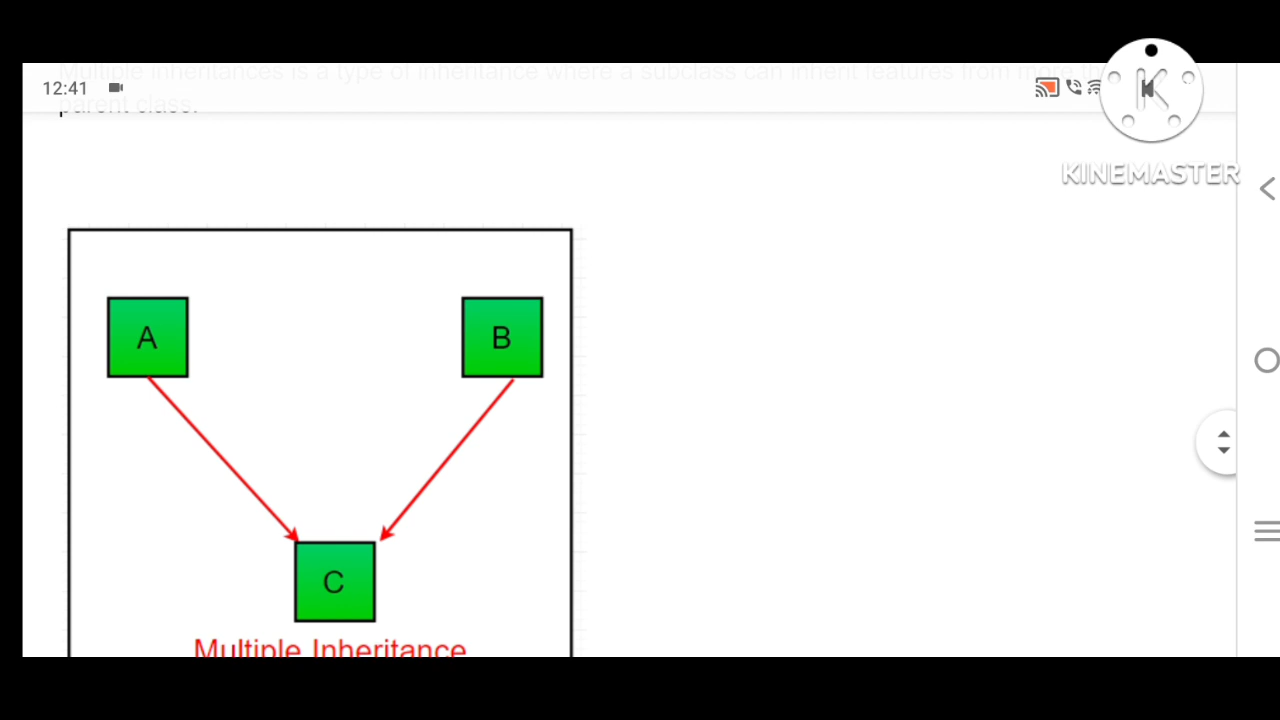 Multiple inheritances is a type of inheritance where a subclass can inherit features from more
12:41
parent class.
KINEMASTER
A
B
C
Multiple Inheritance